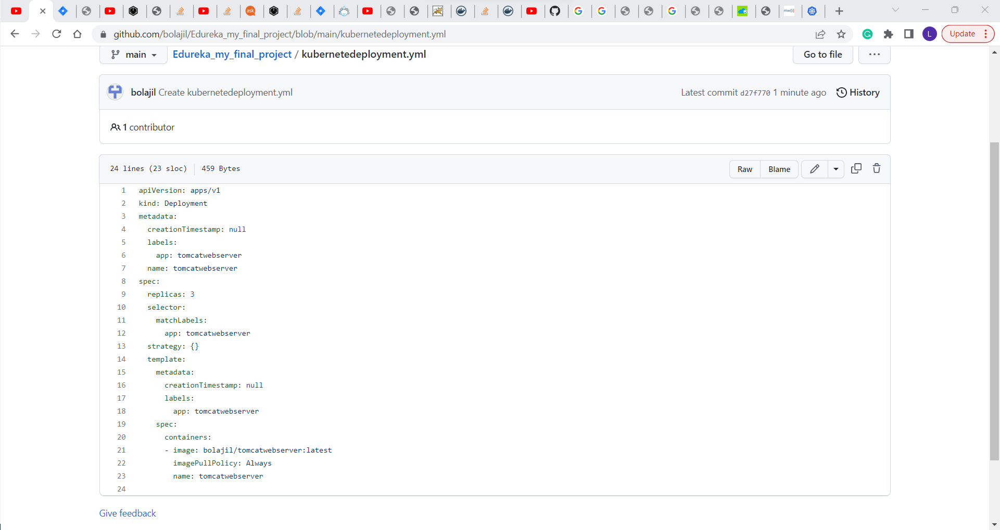 ask
mw[i]
github.com/bolajil/Edureka_my_final_project/blob/main/kubernetedeployment.yml
L
Update
main
Edureka_my_final_project / kubernetedeployment.yml
Go to file
bolajil Create kubernetedeployment.yml
Latest commit d27f770 1 minute ago
History
1 contributor
24 lines (23 sloc)
459 Bytes
Raw
Blame
1 apiVersion: apps/v1
2 kind: Deployment
3 metadata:
4   creationTimestamp: null
5   labels:
6     app: tomcatwebserver
7   name: tomcatwebserver
8 spec:
9   replicas: 3
10   selector:
11     matchLabels:
12       app: tomcatwebserver
13   strategy: {}
14   template:
15     metadata:
16       creationTimestamp: null
17       labels:
18         app: tomcatwebserver
19     spec:
20       containers:
21       - image: bolajil/tomcatwebserver:latest
22         imagePullPolicy: Always
23         name: tomcatwebserver
24
Give feedback